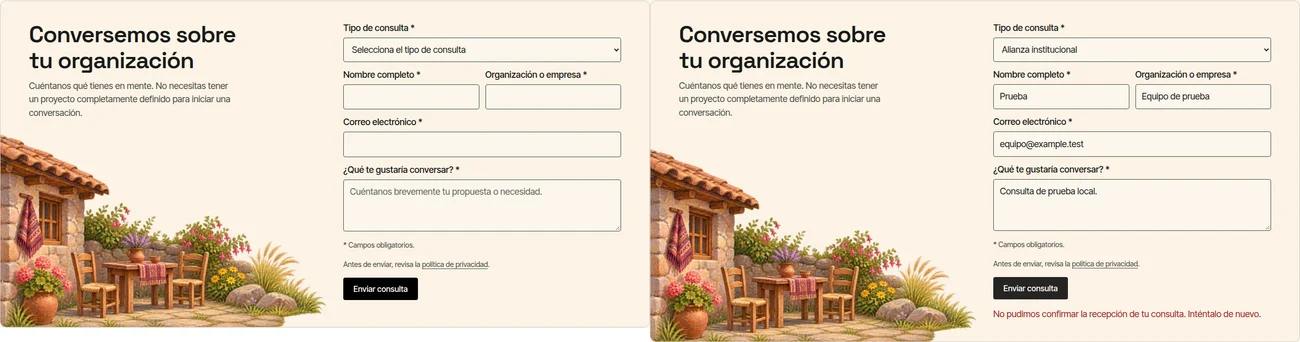 Conversemos sobre
tu organización
Cuéntanos qué tienes en mente. No necesitas tener
un proyecto completamente definido para iniciar una
conversación.
Tipo de consulta *
Selecciona el tipo de consulta
Nombre completo *
Organización o empresa *
Correo electrónico *
¿Qué te gustaría conversar? *
Cuéntanos brevemente tu propuesta o necesidad.
* Campos obligatorios.
Antes de enviar, revisa la política de privacidad.
Enviar consulta
Conversemos sobre
tu organización
Cuéntanos qué tienes en mente. No necesitas tener
un proyecto completamente definido para iniciar una
conversación.
Tipo de consulta *
Alianza institucional
Nombre completo *
Organización o empresa *
Prueba
Equipo de prueba
Correo electrónico *
equipo@example.test
¿Qué te gustaría conversar? *
Consulta de prueba local.
* Campos obligatorios.
Antes de enviar, revisa la política de privacidad.
Enviar consulta
No pudimos confirmar la recepción de tu consulta. Inténtalo de nuevo.